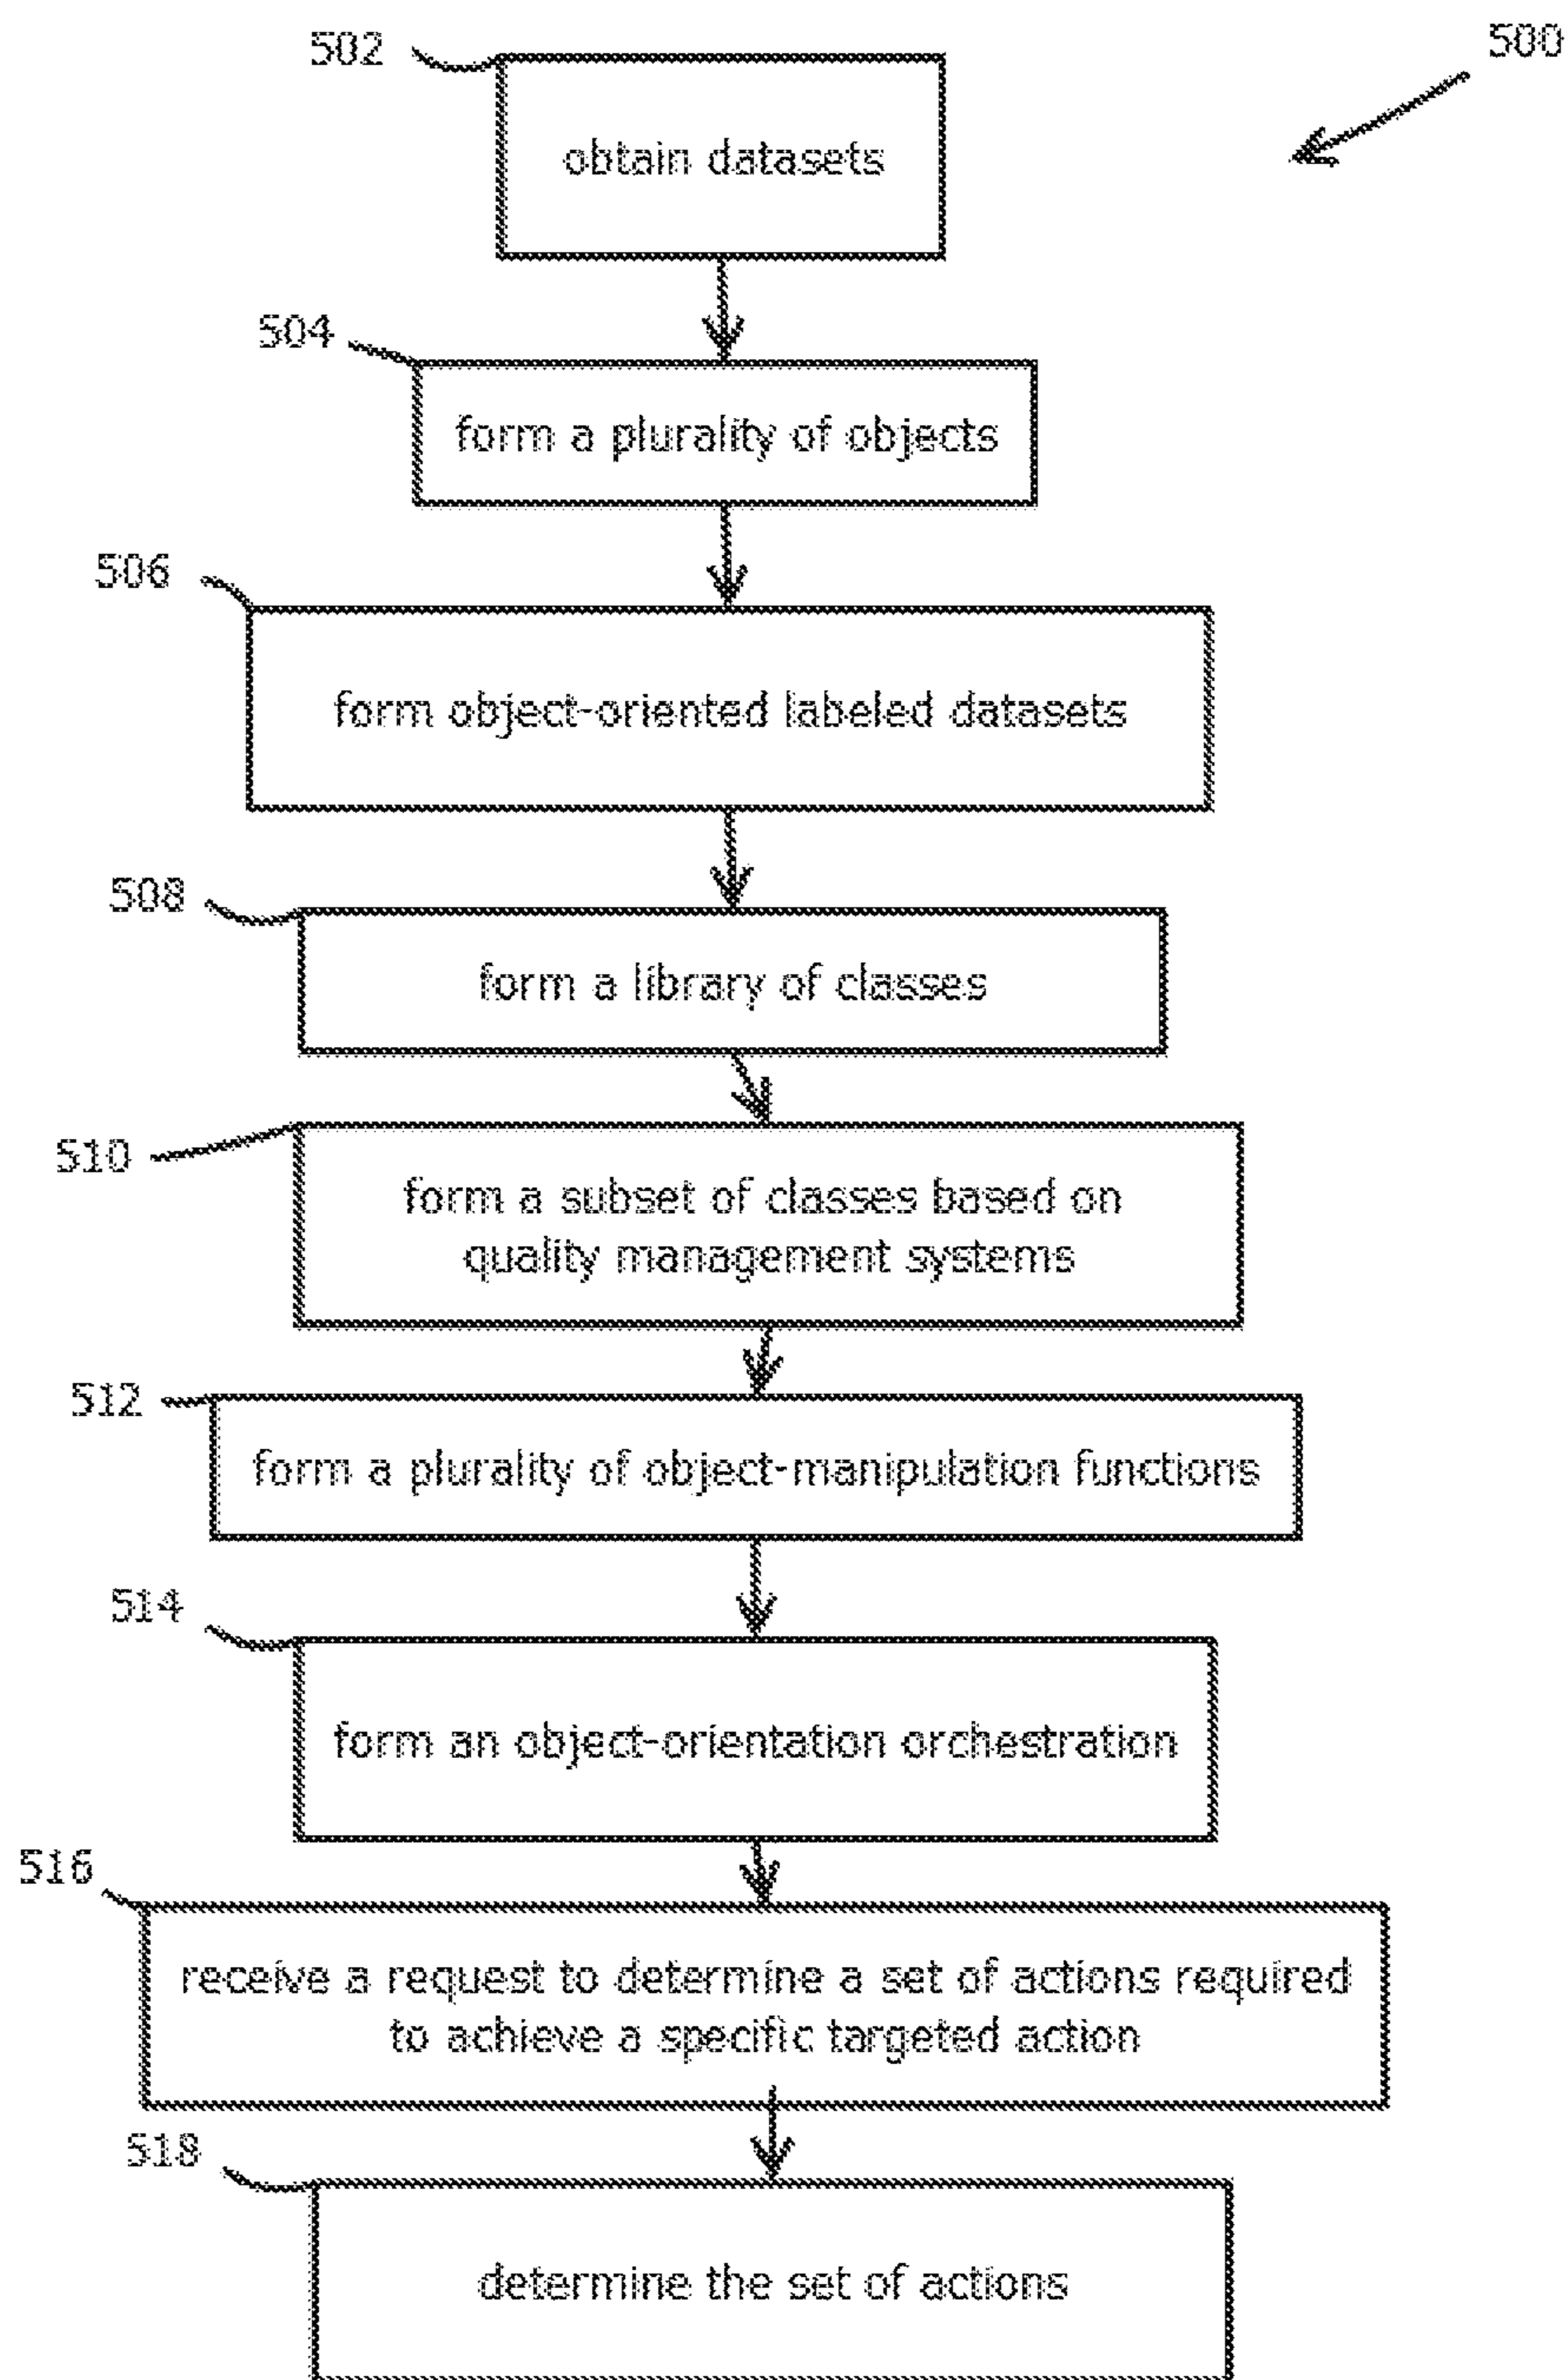 500
502
obtain datasets
504
form a plurality of objects
506
form object-oriented labeled datasets
508
form a library of classes
510
form a subset of classes based on
quality management systems
512
form a plurality of object-manipulation functions
514
form an object-orientation orchestration
516
receive a request to determine a set of actions required
to achieve a specific targeted action
518
determine the set of actions